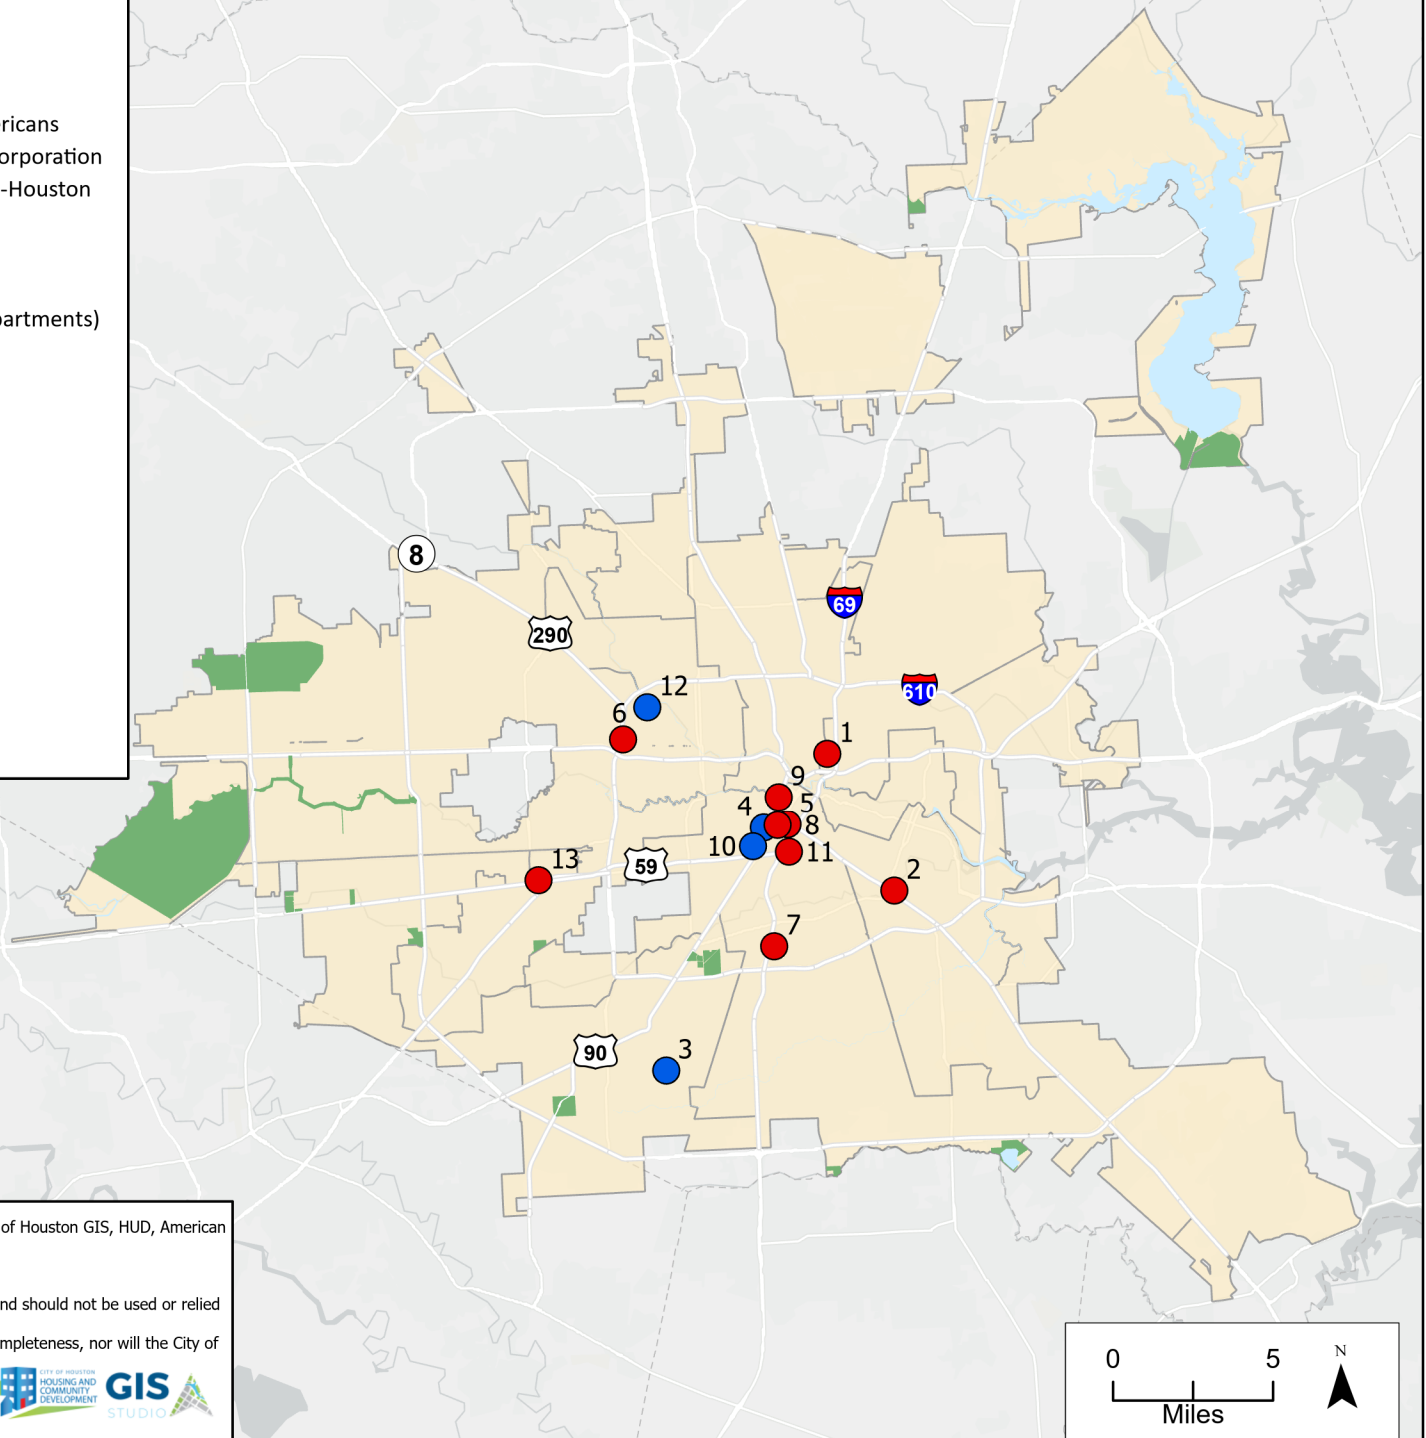 ericans
orporation
-Houston
partments)
8
290
69
610
12
6
1
9
4
5
8
10
11
13
59
2
7
90
3
of Houston GIS, HUD, American
nd should not be used or relied
mpleteness, nor will the City of
CITY OF HOUSTON
HOUSING AND
COMMUNITY
DEVELOPMENT
GIS
STUDIO
0 5
Miles
N